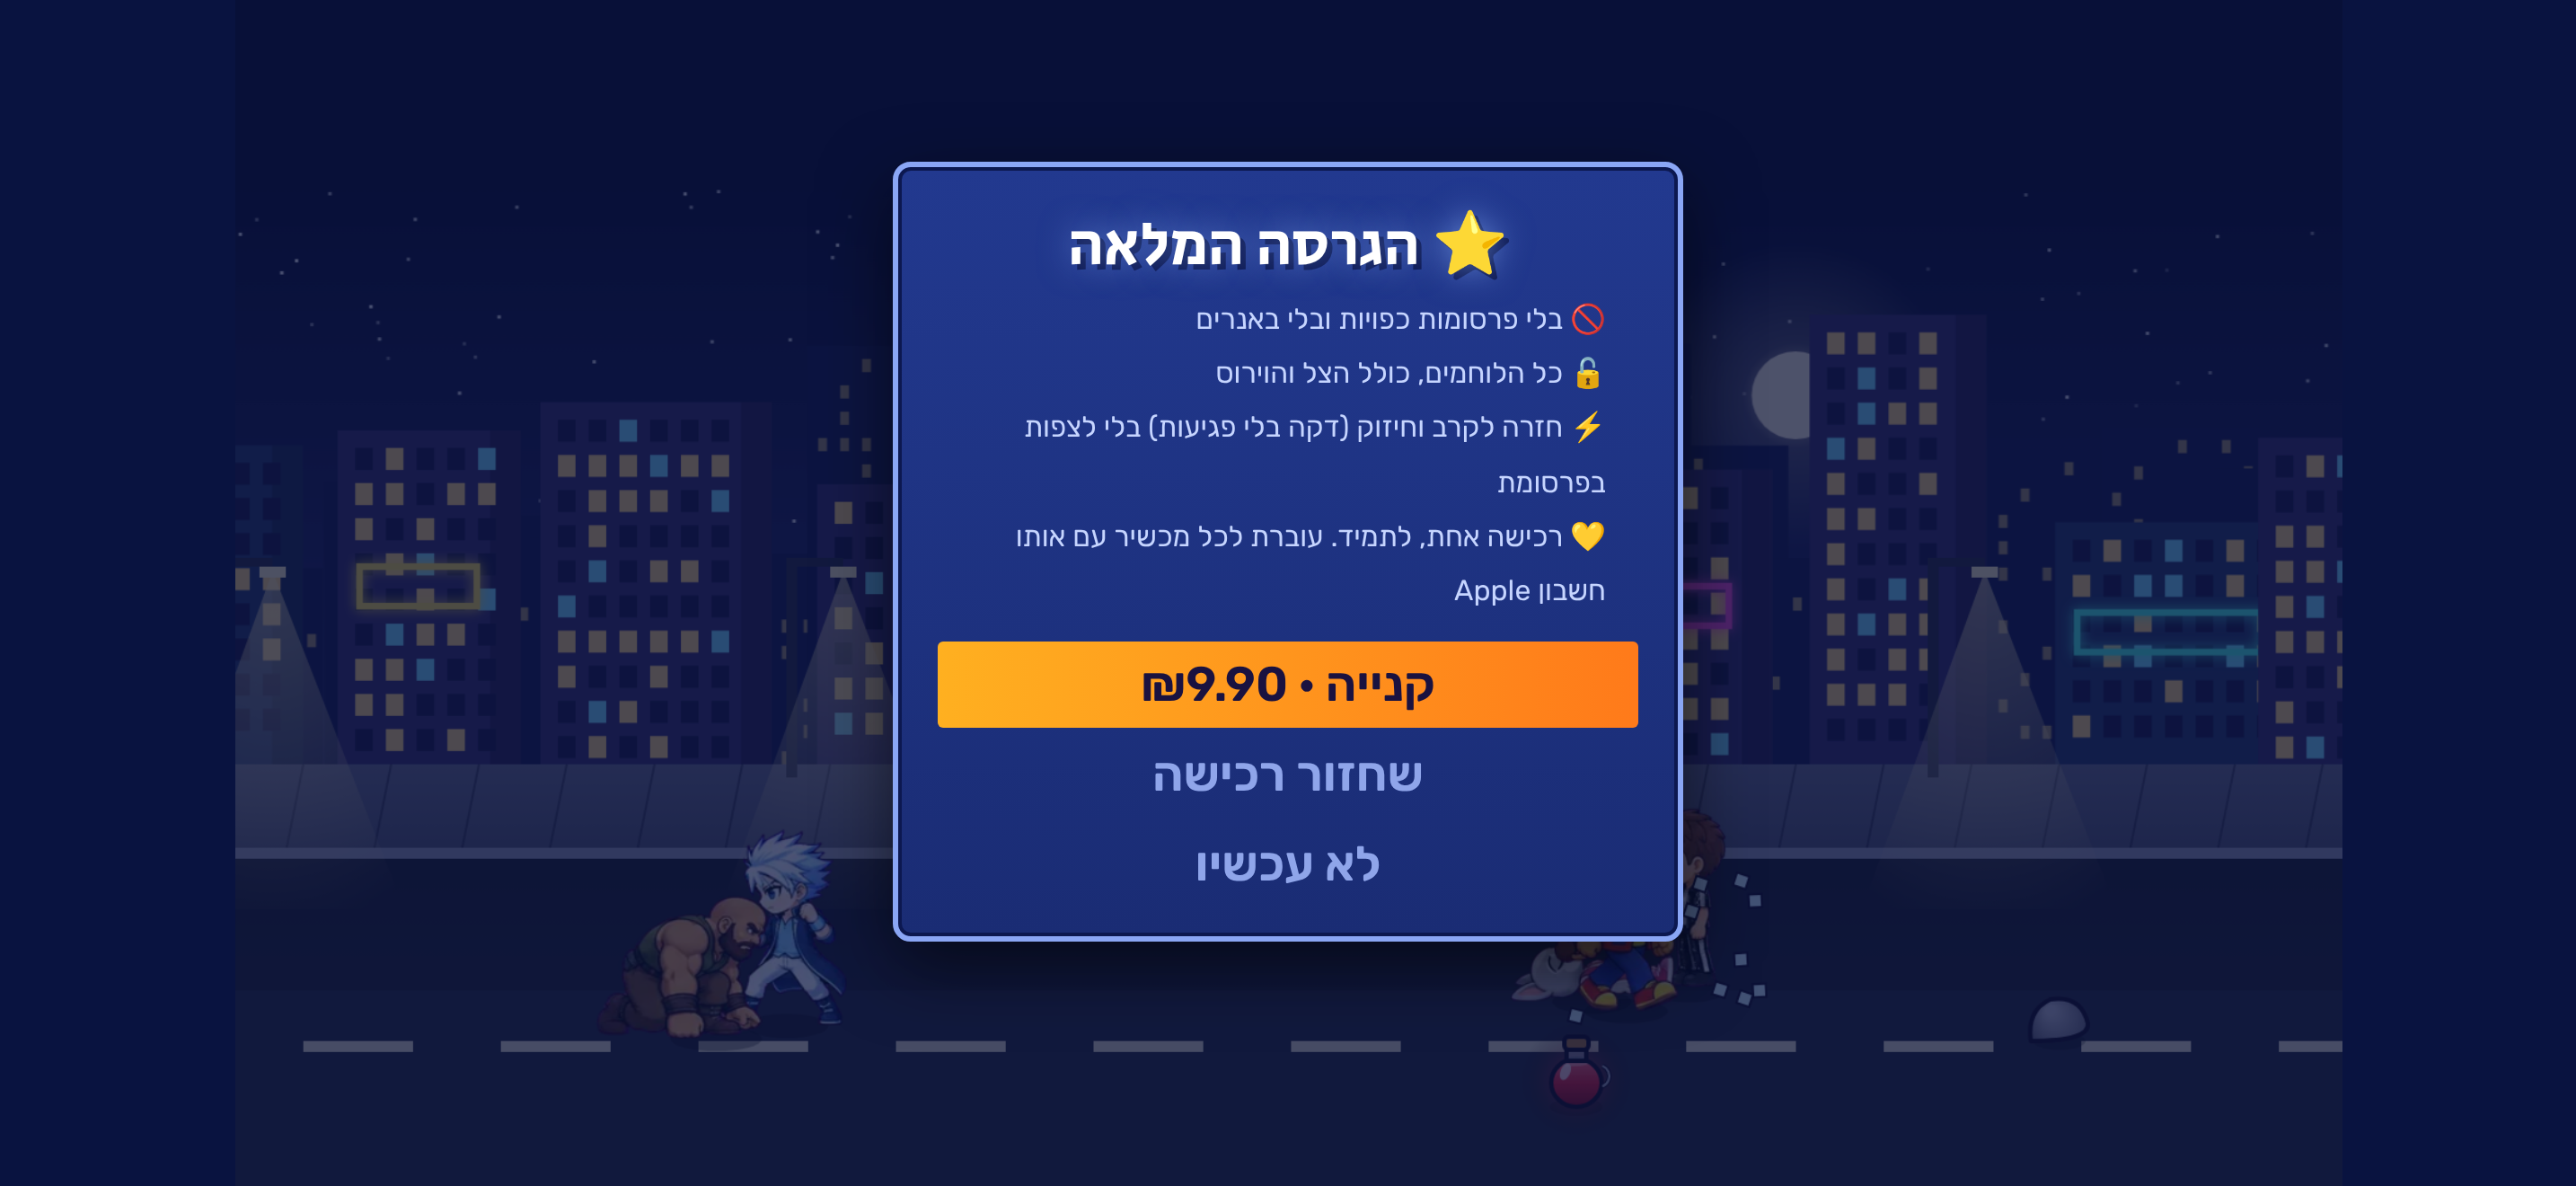 ⭐ הגרסה המלאה
🚫 בלי פרסומות כפויות ובלי באנרים
🔓 כל הלוחמים, כולל הצל והוירוס
⚡ חזרה לקרב וחיזוק (דקה בלי פגיעות) בלי לצפות
בפרסומת
💛 רכישה אחת, לתמיד. עוברת לכל מכשיר עם אותו
חשבון Apple
קנייה • ₪9.90
שחזור רכישה
לא עכשיו